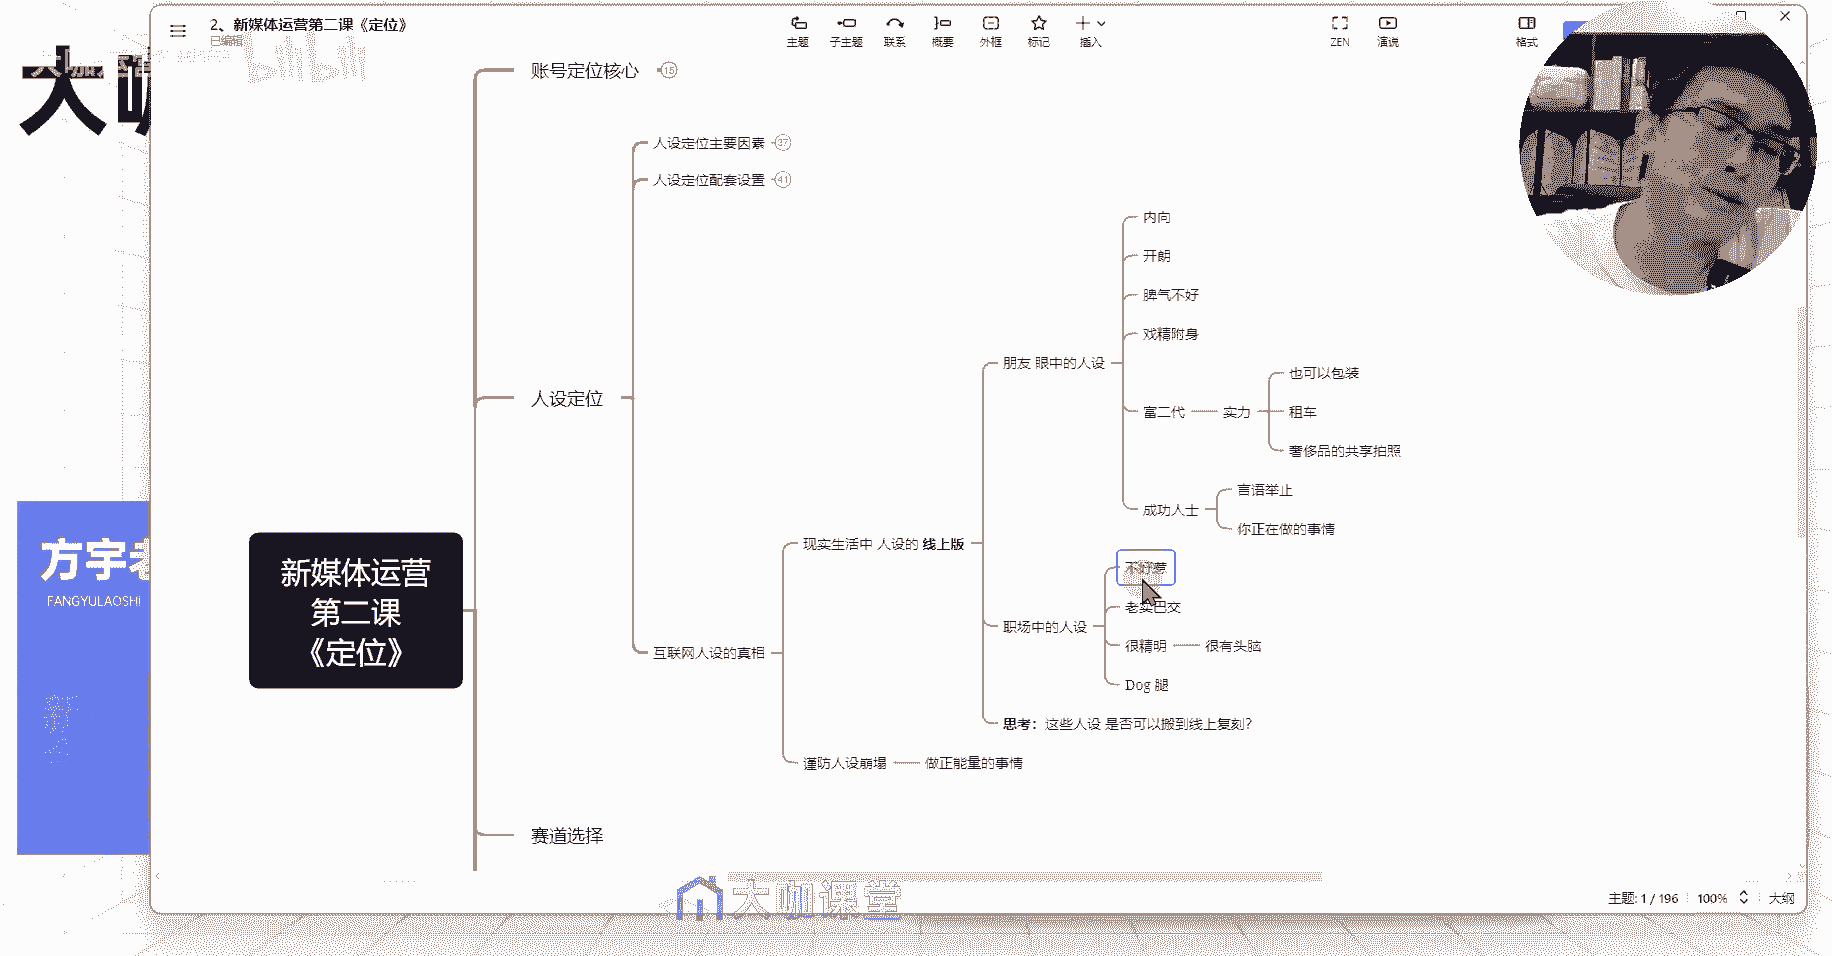 2、新媒体运营第二课《定位》
已编辑
主题
子主题
联系
概要
外框
标记
插入
ZEN
演说
格式
大咖
bilibili
账号定位核心 15
人设定位主要因素 37
人设定位配套设置 41
内向
开朗
脾气不好
戏精附身
朋友 眼中的人设
也可以包装
人设定位
富二代
实力
租车
奢侈品的共享拍照
言语举止
成功人士
你正在做的事情
方宇老
FANGYULAOSHI
新媒体运营
第二课
《定位》
现实生活中 人设的 线上版
不好惹
老实巴交
职场中的人设
很精明
很有头脑
互联网人设的真相
Dog 腿
思考：这些人设 是否可以搬到线上复刻？
谨防人设崩塌
做正能量的事情
赛道选择
大咖课堂
主题: 1 / 196
100%
大纲